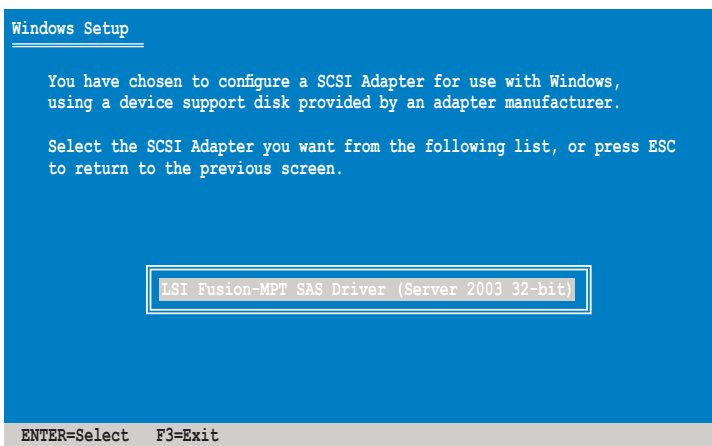 Windows Setup
You have chosen to configure a SCSI Adapter for use with Windows,
using a device support disk provided by an adapter manufacturer.
Select the SCSI Adapter you want from the following list, or press ESC
to return to the previous screen.
LSI Fusion-MPT SAS Driver (Server 2003 32-bit)
ENTER=Select F3=Exit